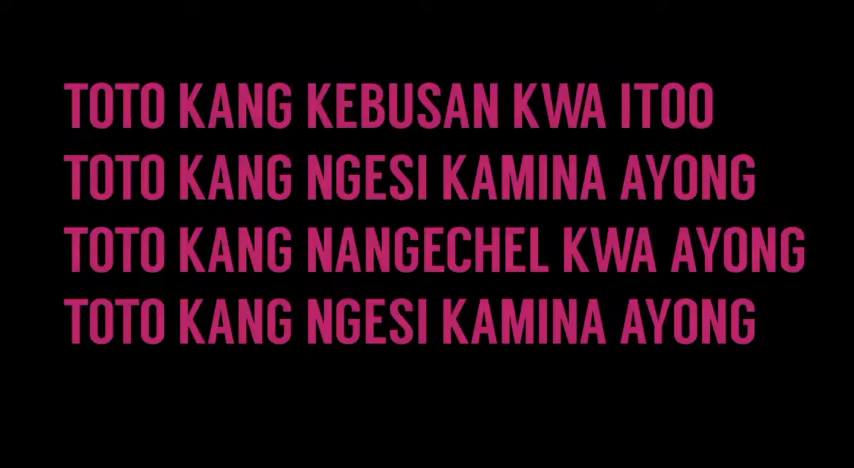 TOTO KANG KEBUSAN KWA ITOO
TOTO KANG NGESI KAMINA AYONG
TOTO KANG NANGECHEL KWA AYONG
TOTO KANG NGESI KAMINA AYONG